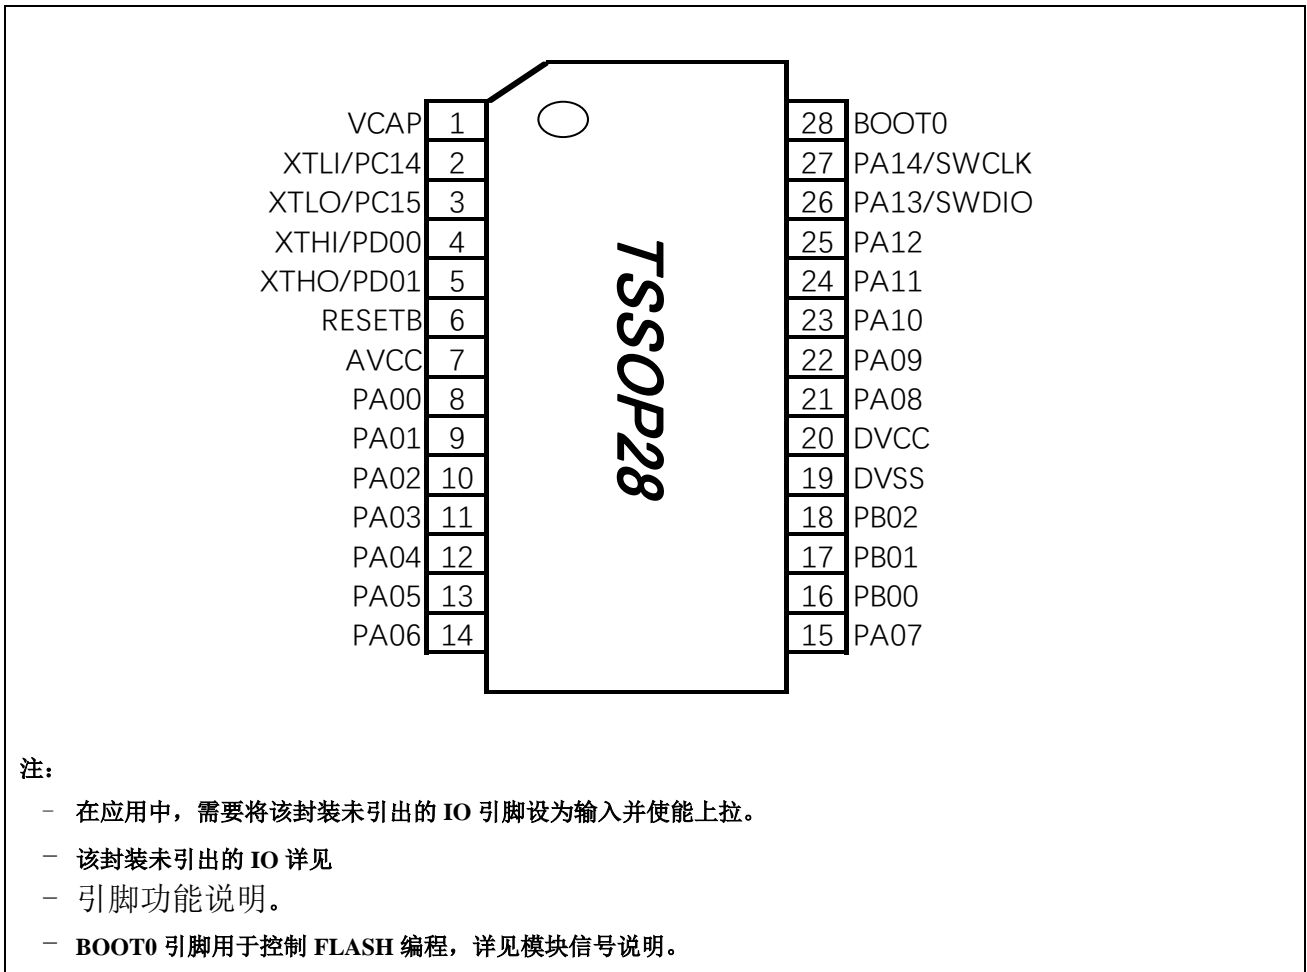 VCAP 1 28 BOOT0
XTLI/PC14 2 27 PA14/SWCLK
XTLO/PC15 3 26 PA13/SWDIO
XTHI/PD00 4 25 PA12
XTHO/PD01 5 24 PA11
RESETB 6 23 PA10
AVCC 7 22 PA09
PA00 8 21 PA08
PA01 9 20 DVCC
PA02 10 19 DVSS
PA03 11 18 PB02
PA04 12 17 PB01
PA05 13 16 PB00
PA06 14 15 PA07
TSSOP28
注：
– 在应用中，需要将该封装未引出的 IO 引脚设为输入并使能上拉。
– 该封装未引出的 IO 详见
– 引脚功能说明。
– BOOT0 引脚用于控制 FLASH 编程，详见模块信号说明。